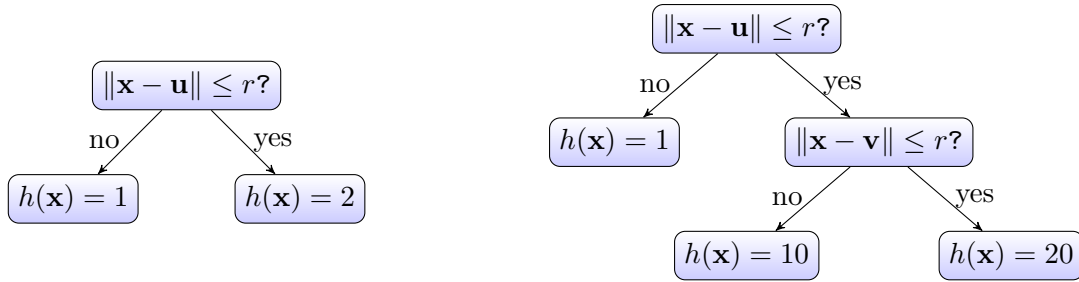 ‖x − u‖ ≤ r?
no
yes
h(x) = 1
h(x) = 2
‖x − u‖ ≤ r?
no
yes
h(x) = 1
‖x − v‖ ≤ r?
no
yes
h(x) = 10
h(x) = 20